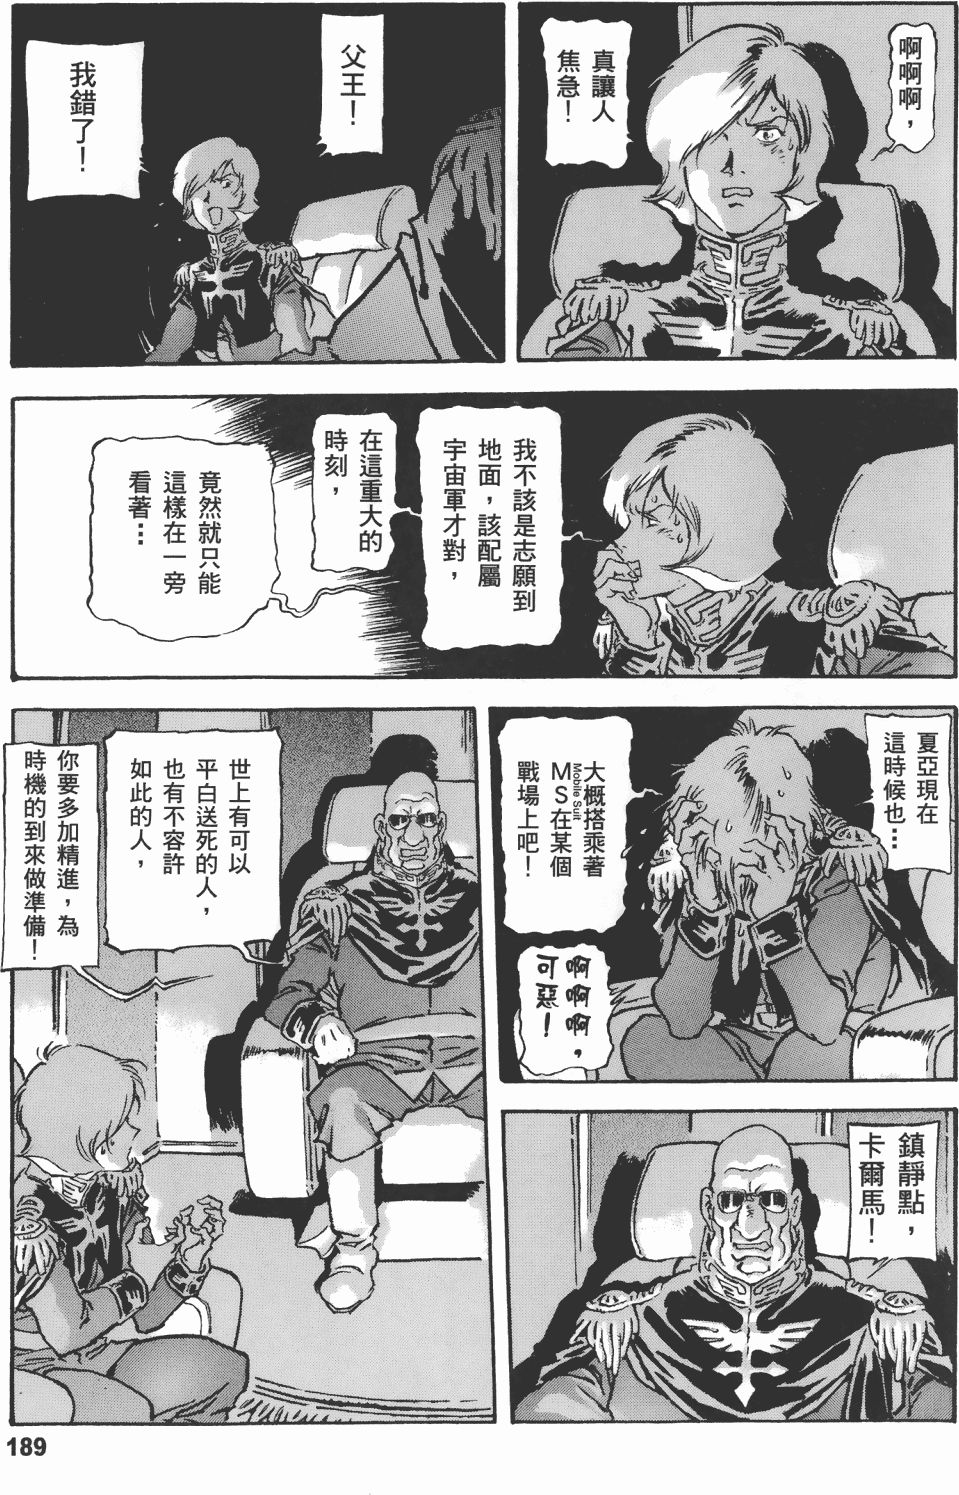 啊啊啊，
真讓人
焦急！
父王！
我錯了！
我不該是志願到
地面，該配屬
宇宙軍才對，
在這重大的
時刻，
竟然就只能
這樣在一旁
看著…
夏亞現在
這時候也…
大概搭乘著
MS在某個
Mobile Suit
戰場上吧！
啊啊啊，
可惡！
鎮靜點，
卡爾馬！
世上有可以
平白送死的人，
也有不容許
如此的人，
你要多加精進，為
時機的到來做準備！
189